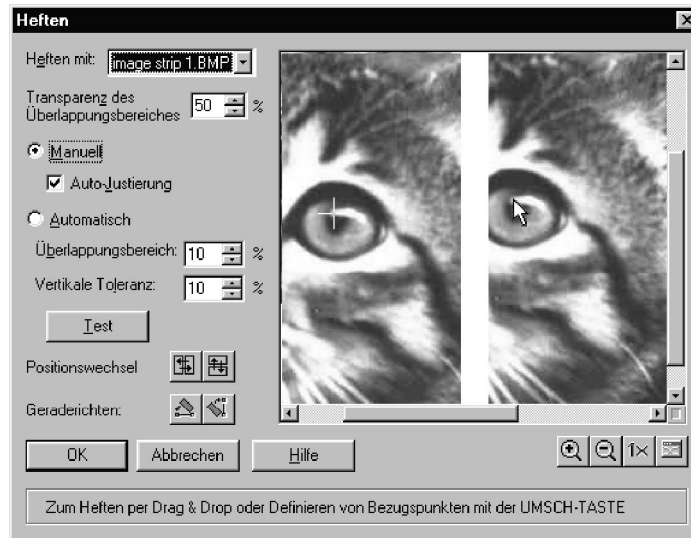 Heften
Heften mit: image strip 1.BMP
Transparenz des
Überlappungsbereiches 50 %
Manuell
Auto-Justierung
Automatisch
Überlappungsbereich: 10 %
Vertikale Toleranz: 10 %
Test
Positionswechsel
Geraderichten:
OK Abbrechen Hilfe
1×
Zum Heften per Drag & Drop oder Definieren von Bezugspunkten mit der UMSCH-TASTE